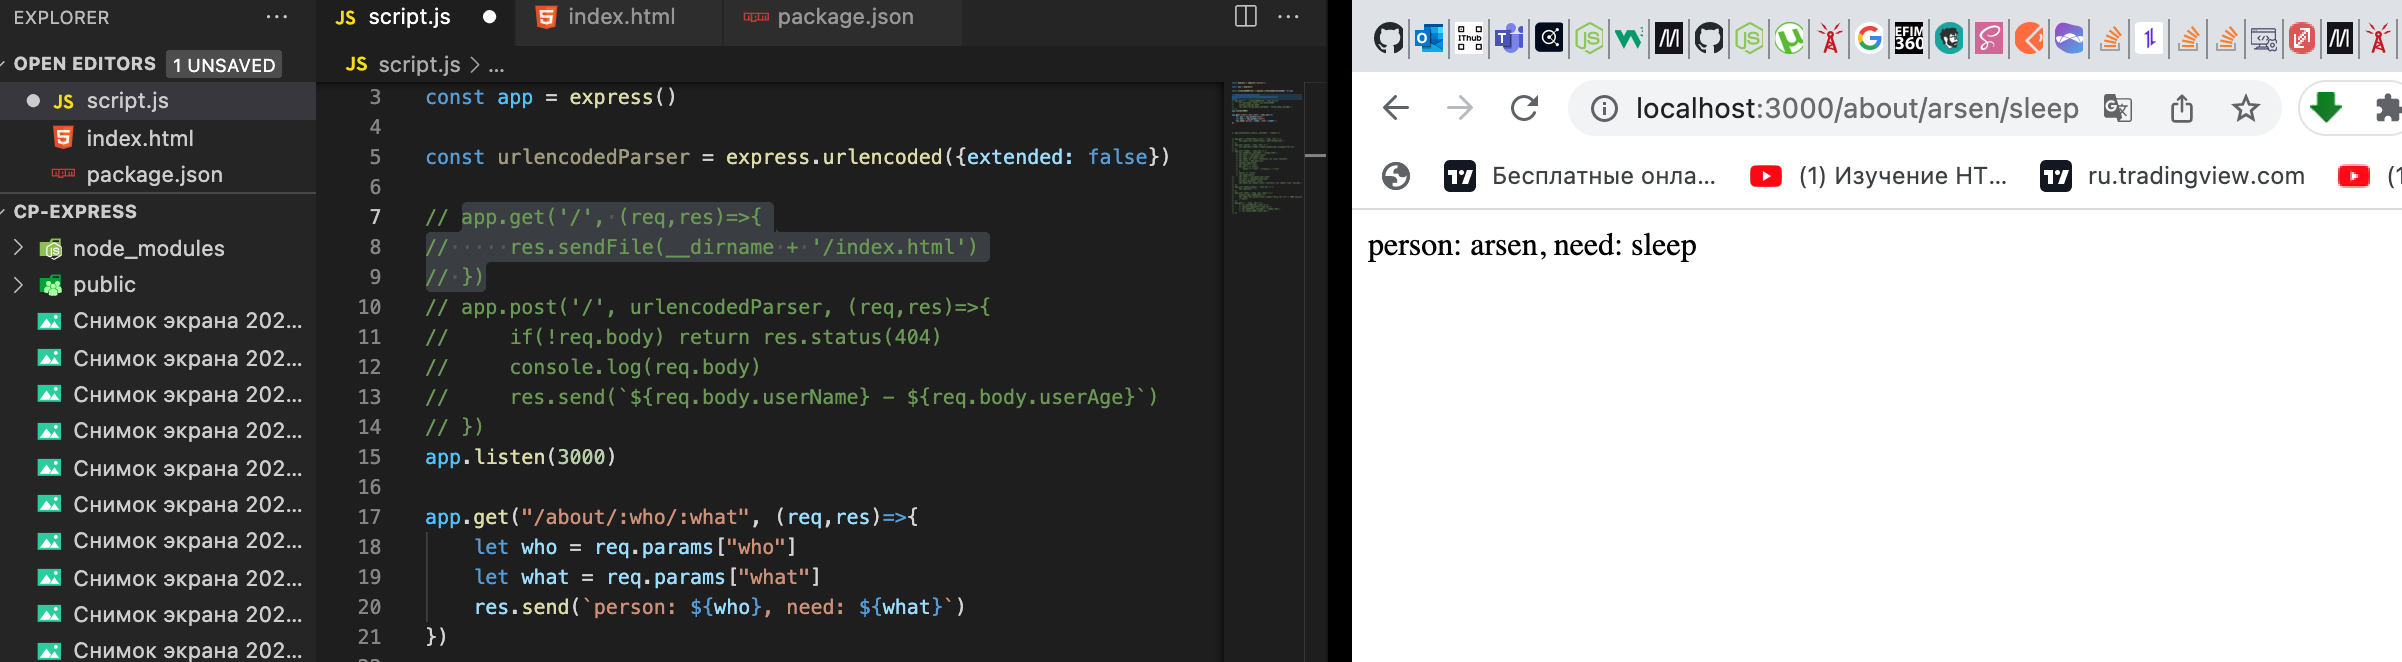 EXPLORER ...
OPEN EDITORS 1 UNSAVED
JS script.js
index.html
package.json
CP-EXPRESS
node_modules
public
Снимок экрана 202...
Снимок экрана 202...
Снимок экрана 202...
Снимок экрана 202...
Снимок экрана 202...
Снимок экрана 202...
Снимок экрана 202...
Снимок экрана 202...
Снимок экрана 202...
Снимок экрана 202...
JS script.js index.html package.json ...
JS script.js > ...
3 const app = express()
4
5 const urlencodedParser = express.urlencoded({extended: false})
6
7 // app.get('/', (req,res)=>{
8 //     res.sendFile(__dirname + '/index.html')
9 // })
10 // app.post('/', urlencodedParser, (req,res)=>{
11 //     if(!req.body) return res.status(404)
12 //     console.log(req.body)
13 //     res.send(`${req.body.userName} - ${req.body.userAge}`)
14 // })
15 app.listen(3000)
16
17 app.get("/about/:who/:what", (req,res)=>{
18     let who = req.params["who"]
19     let what = req.params["what"]
20     res.send(`person: ${who}, need: ${what}`)
21 })
IThub EFIM 360
localhost:3000/about/arsen/sleep
Бесплатные онла... (1) Изучение HT... ru.tradingview.com (1
person: arsen, need: sleep